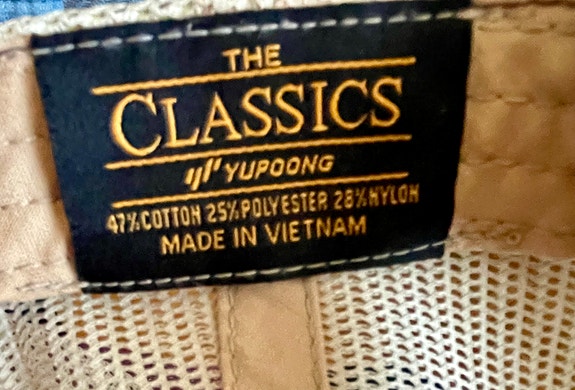 THE
CLASSICS
YUPOONG
47%COTTON 25%POLYESTER 28%NYLON
MADE IN VIETNAM